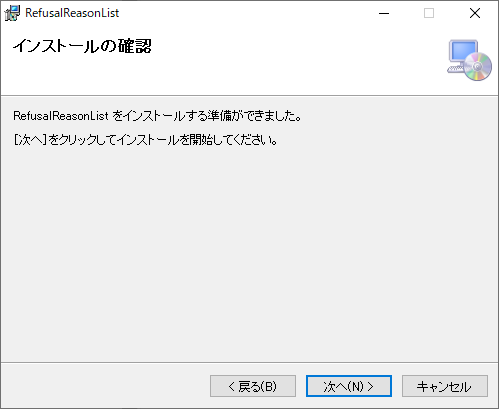 RefusalReasonList
インストールの確認
RefusalReasonList をインストールする準備ができました。
[次へ]をクリックしてインストールを開始してください。
< 戻る(B)
次へ(N) >
キャンセル